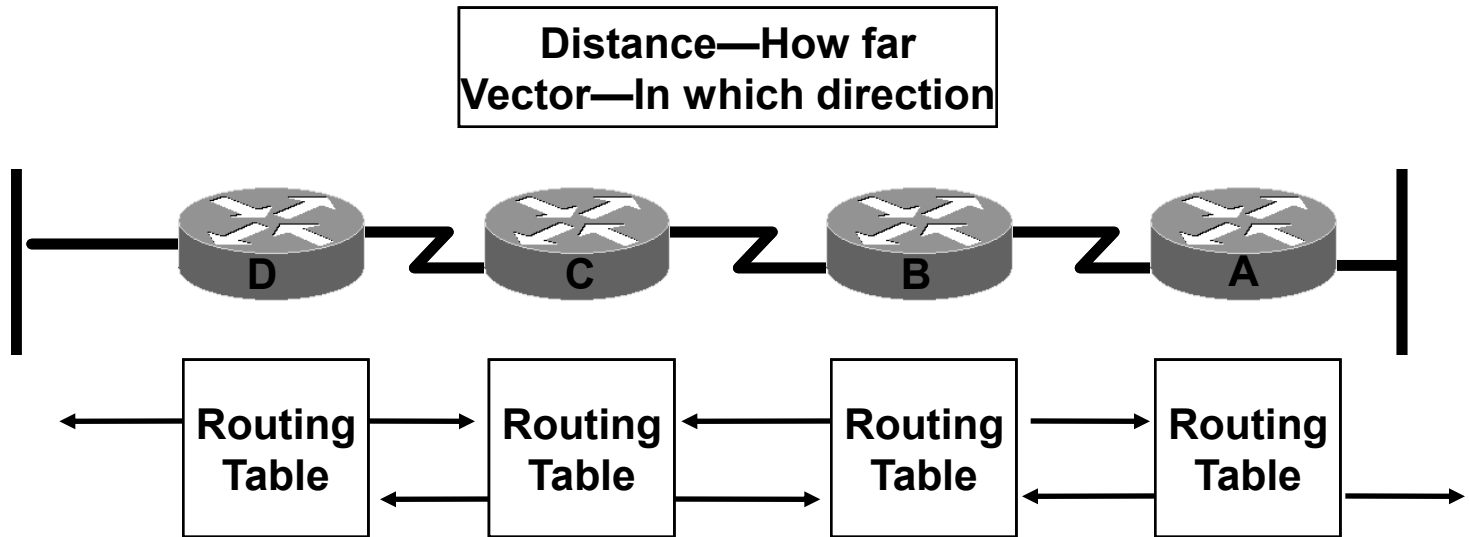 Distance—How far
Vector—In which direction
D
C
B
A
Routing
Table
Routing
Table
Routing
Table
Routing
Table